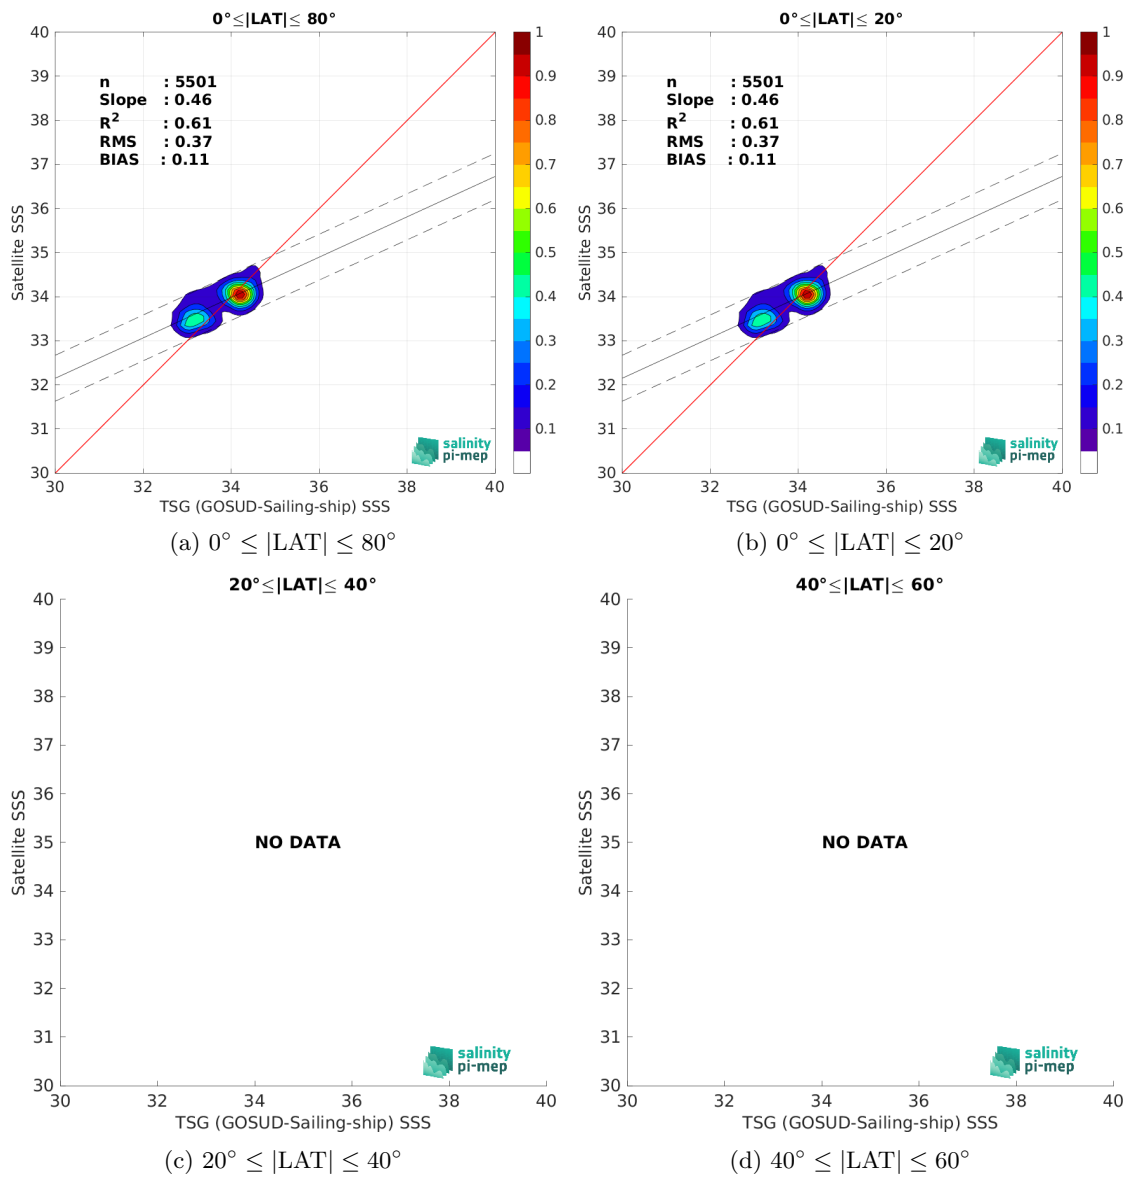 0°≤|LAT|≤ 80°
40
39
38
37
36
35
34
33
32
31
30
Satellite SSS
n : 5501
Slope : 0.46
R² : 0.61
RMS : 0.37
BIAS : 0.11
salinity
pi-mep
30 32 34 36 38 40
TSG (GOSUD-Sailing-ship) SSS
1
0.9
0.8
0.7
0.6
0.5
0.4
0.3
0.2
0.1
(a) 0° ≤ |LAT| ≤ 80°
0°≤|LAT|≤ 20°
40
39
38
37
36
35
34
33
32
31
30
Satellite SSS
n : 5501
Slope : 0.46
R² : 0.61
RMS : 0.37
BIAS : 0.11
salinity
pi-mep
30 32 34 36 38 40
TSG (GOSUD-Sailing-ship) SSS
1
0.9
0.8
0.7
0.6
0.5
0.4
0.3
0.2
0.1
(b) 0° ≤ |LAT| ≤ 20°
20°≤|LAT|≤ 40°
40
39
38
37
36
35
34
33
32
31
30
Satellite SSS
NO DATA
salinity
pi-mep
30 32 34 36 38 40
TSG (GOSUD-Sailing-ship) SSS
(c) 20° ≤ |LAT| ≤ 40°
40°≤|LAT|≤ 60°
40
39
38
37
36
35
34
33
32
31
30
Satellite SSS
NO DATA
salinity
pi-mep
30 32 34 36 38 40
TSG (GOSUD-Sailing-ship) SSS
(d) 40° ≤ |LAT| ≤ 60°